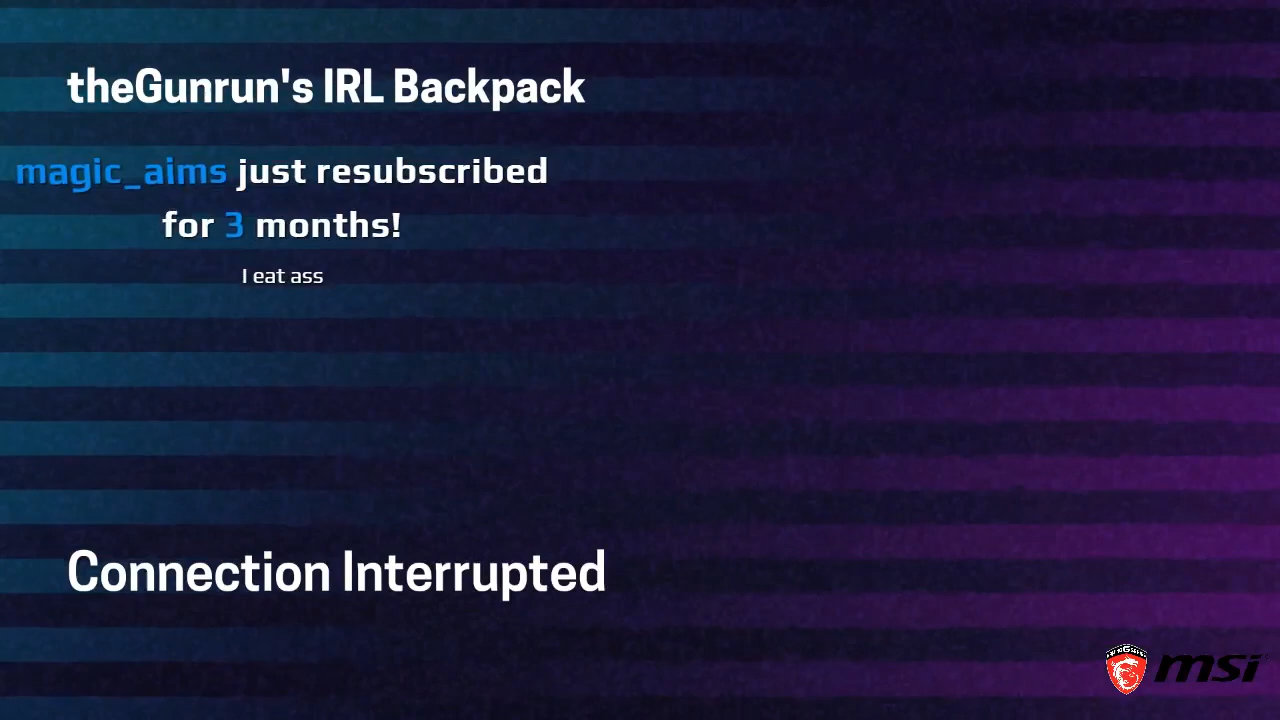 theGunrun's IRL Backpack
magic_aims just resubscribed
for 3 months!
I eat ass
Connection Interrupted
msi